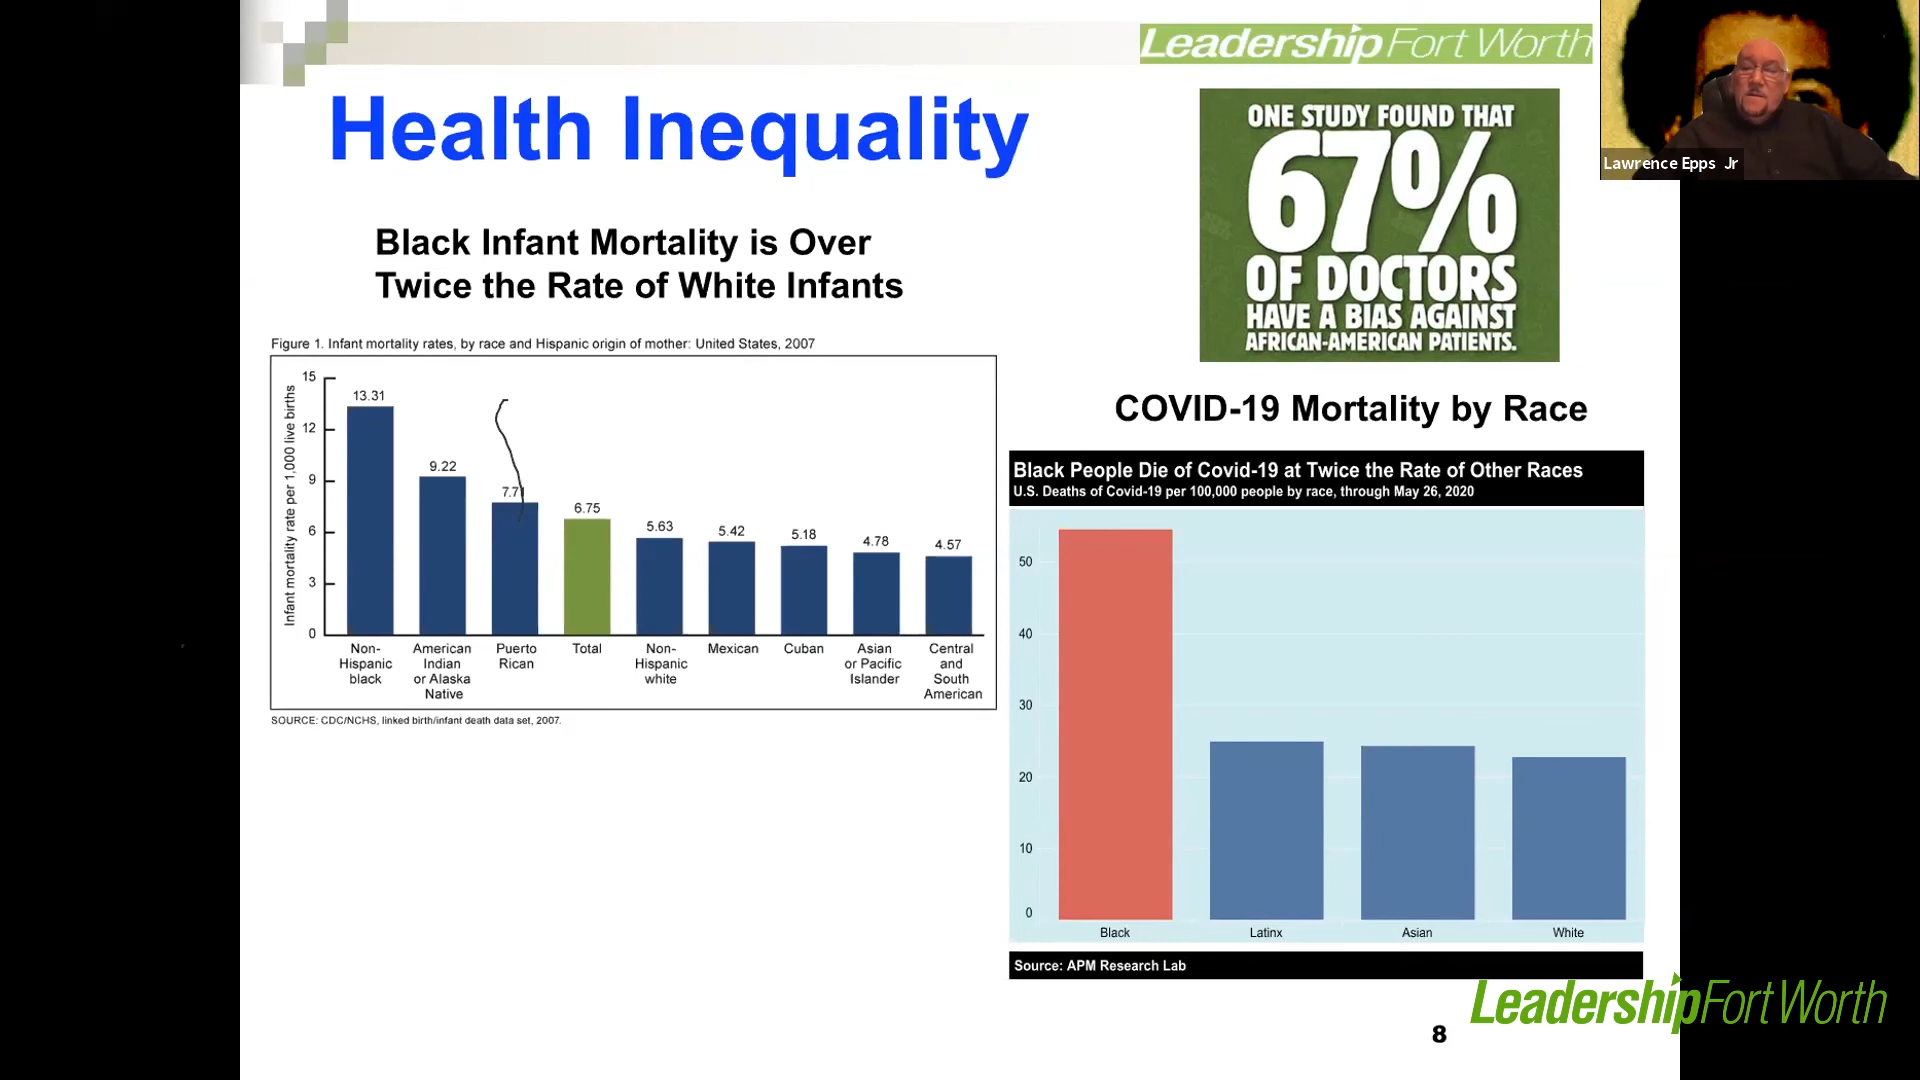 Leadership Fort Worth
Lawrence Epps Jr
Health Inequality
ONE STUDY FOUND THAT
67%
OF DOCTORS
HAVE A BIAS AGAINST
AFRICAN-AMERICAN PATIENTS.
Black Infant Mortality is Over
Twice the Rate of White Infants
Figure 1. Infant mortality rates, by race and Hispanic origin of mother: United States, 2007
Infant mortality rate per 1,000 live births
15
12
9
6
3
0
13.31
9.22
7.71
6.75
5.63
5.42
5.18
4.78
4.57
Non-
Hispanic
black
American
Indian
or Alaska
Native
Puerto
Rican
Total
Non-
Hispanic
white
Mexican
Cuban
Asian
or Pacific
Islander
Central
and
South
American
SOURCE: CDC/NCHS, linked birth/infant death data set, 2007.
COVID-19 Mortality by Race
Black People Die of Covid-19 at Twice the Rate of Other Races
U.S. Deaths of Covid-19 per 100,000 people by race, through May 26, 2020
50
40
30
20
10
0
Black
Latinx
Asian
White
Source: APM Research Lab
Leadership Fort Worth
8